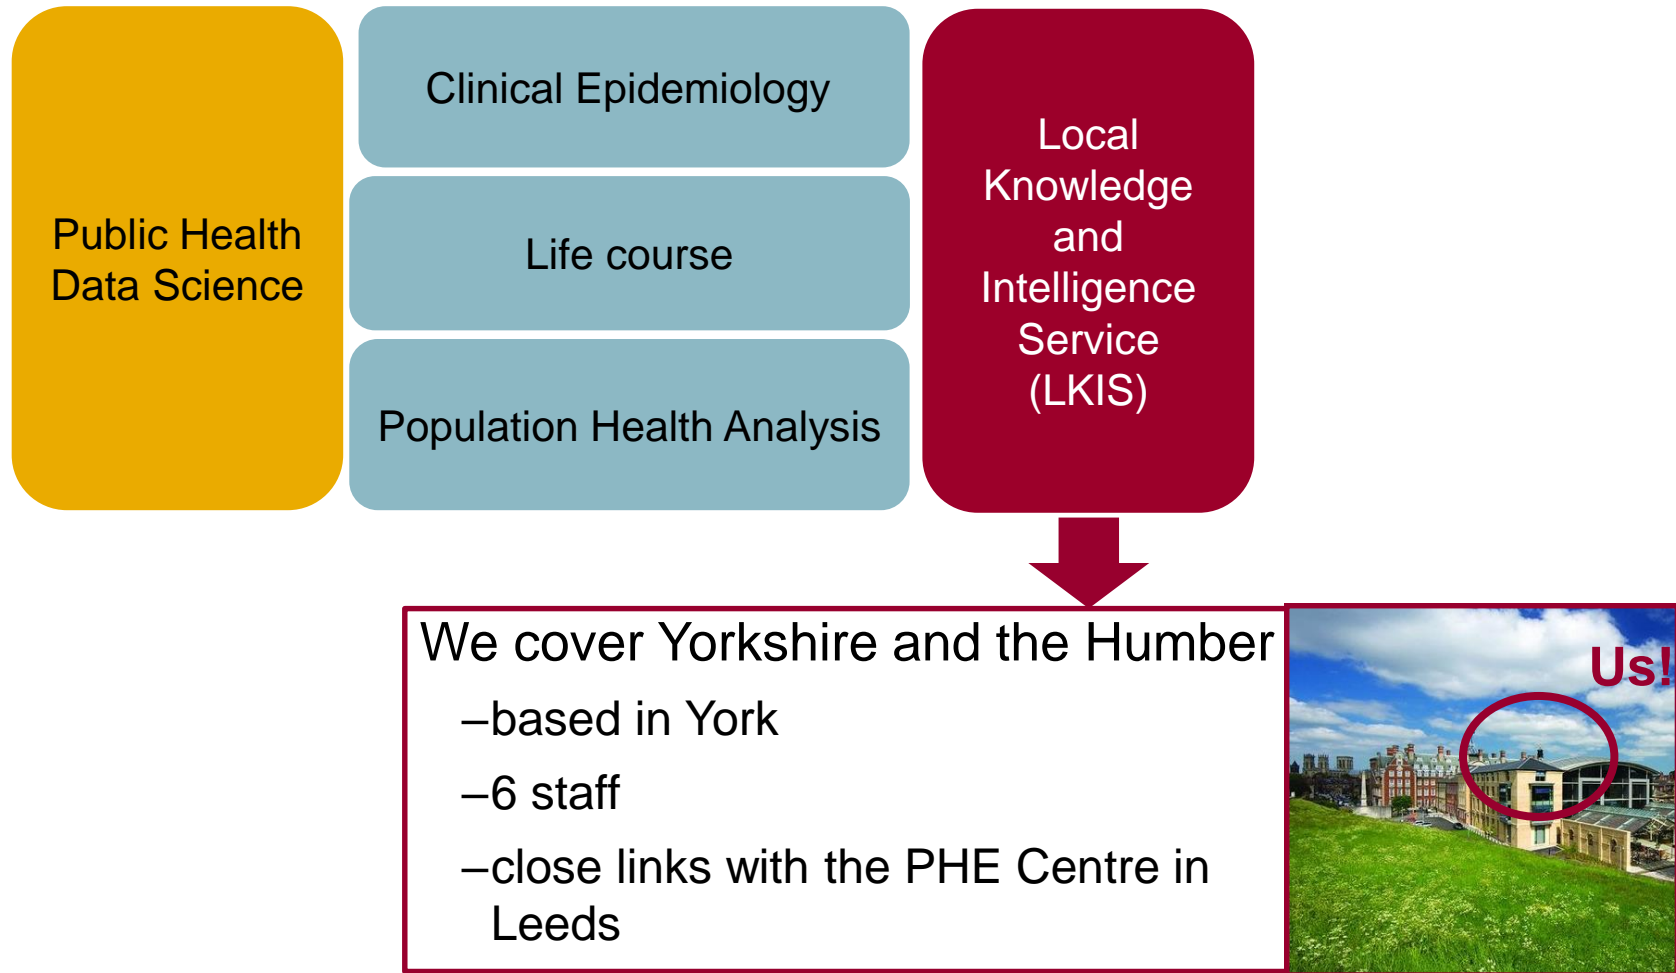 Public Health
Data Science
Clinical Epidemiology
Life course
Population Health Analysis
Local
Knowledge
and
Intelligence
Service
(LKIS)
We cover Yorkshire and the Humber
–based in York
–6 staff
–close links with the PHE Centre in
Leeds
Us!